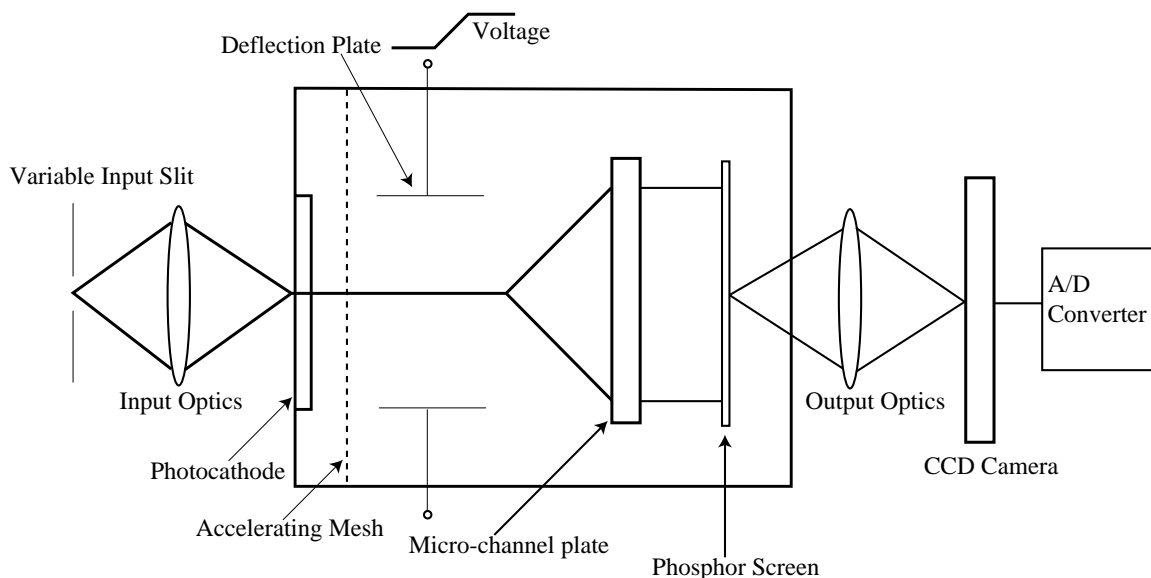 Voltage
Deflection Plate
Variable Input Slit
A/D
Converter
Input Optics
Output Optics
Photocathode
CCD Camera
Accelerating Mesh
Micro-channel plate
Phosphor Screen